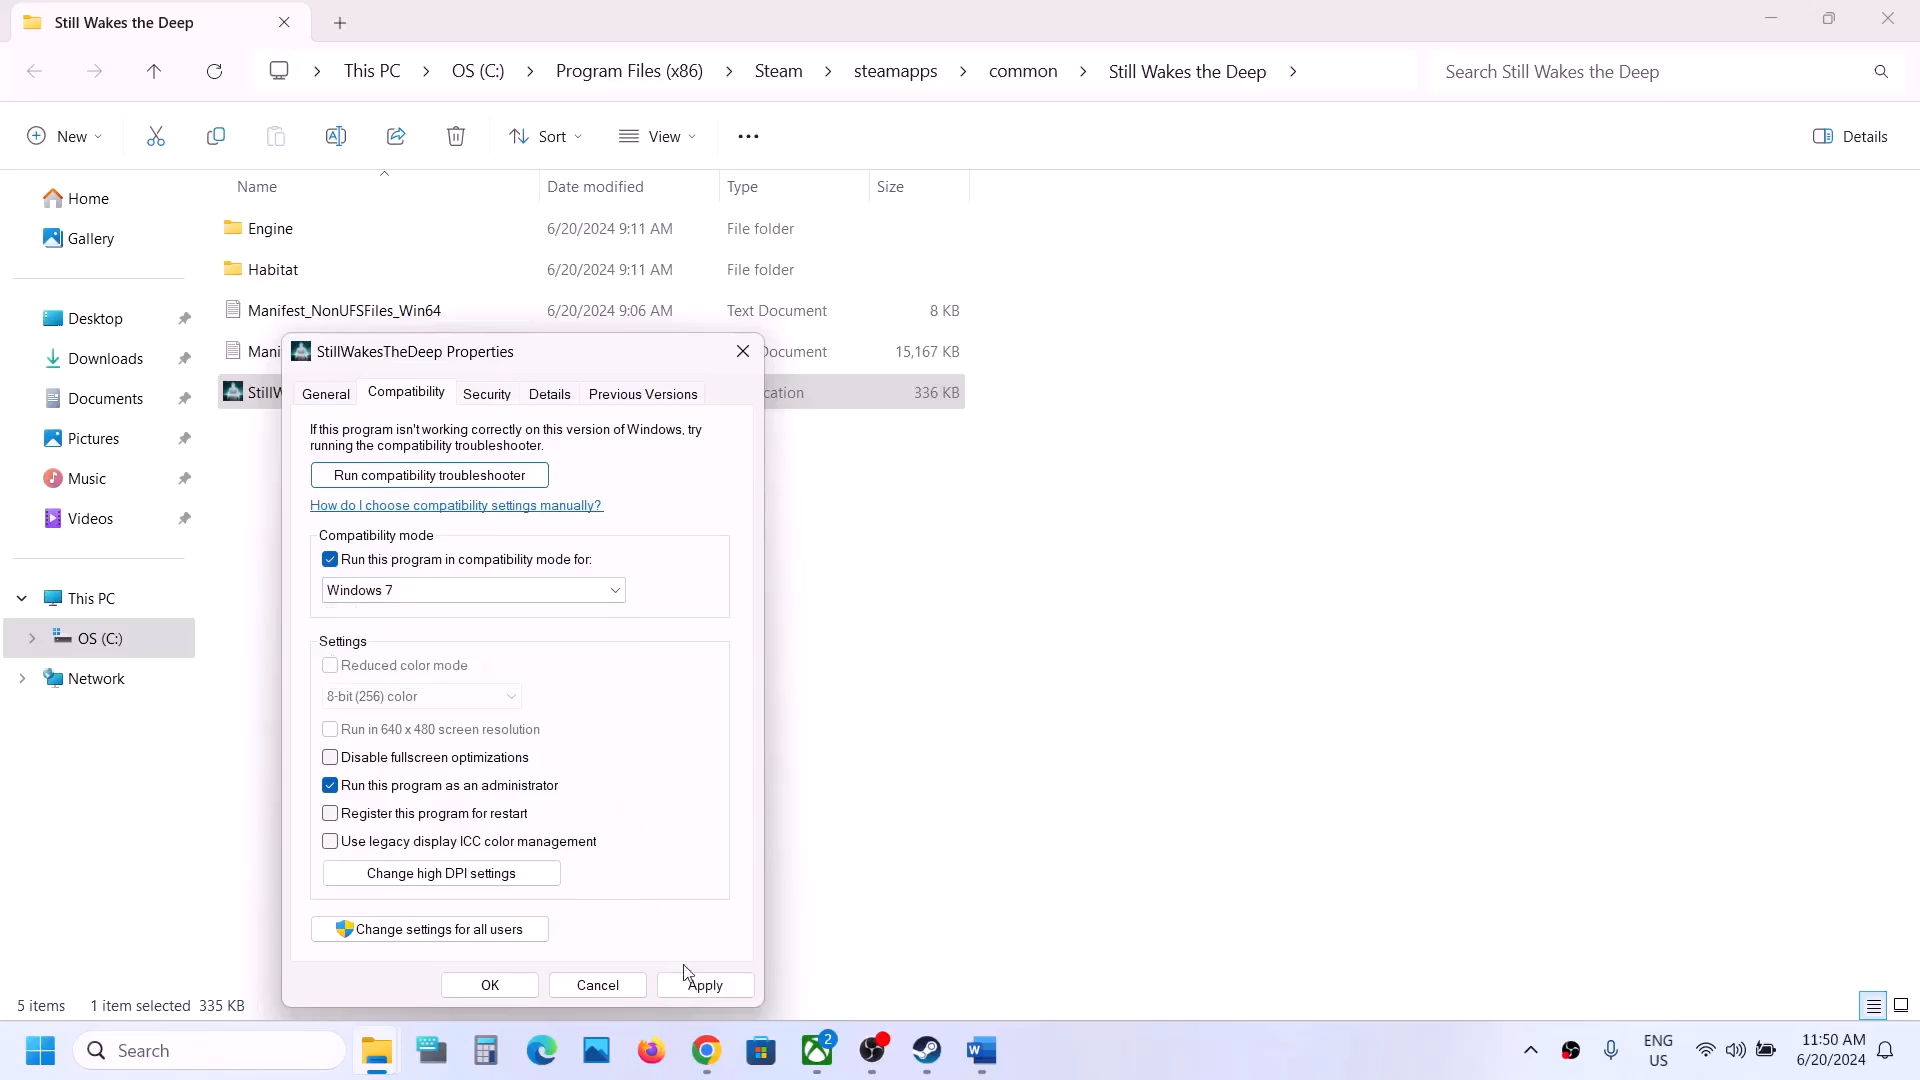 Still Wakes the Deep
This PC > OS (C:) > Program Files (x86) > Steam > steamapps > common > Still Wakes the Deep >
Search Still Wakes the Deep
New
Sort
View
Details
Name
Date modified
Type
Size
Home
Gallery
Desktop
Downloads
Documents
Pictures
Music
Videos
This PC
OS (C:)
Network
Engine 6/20/2024 9:11 AM File folder
Habitat 6/20/2024 9:11 AM File folder
Manifest_NonUFSFiles_Win64 6/20/2024 9:06 AM Text Document 8 KB
Mani ocument 15,167 KB
StillW cation 336 KB
StillWakesTheDeep Properties
General Compatibility Security Details Previous Versions
If this program isn't working correctly on this version of Windows, try
running the compatibility troubleshooter.
Run compatibility troubleshooter
How do I choose compatibility settings manually?
Compatibility mode
Run this program in compatibility mode for:
Windows 7
Settings
Reduced color mode
8-bit (256) color
Run in 640 x 480 screen resolution
Disable fullscreen optimizations
Run this program as an administrator
Register this program for restart
Use legacy display ICC color management
Change high DPI settings
Change settings for all users
OK Cancel Apply
5 items 1 item selected 335 KB
Search
2
ENG
US
11:50 AM
6/20/2024